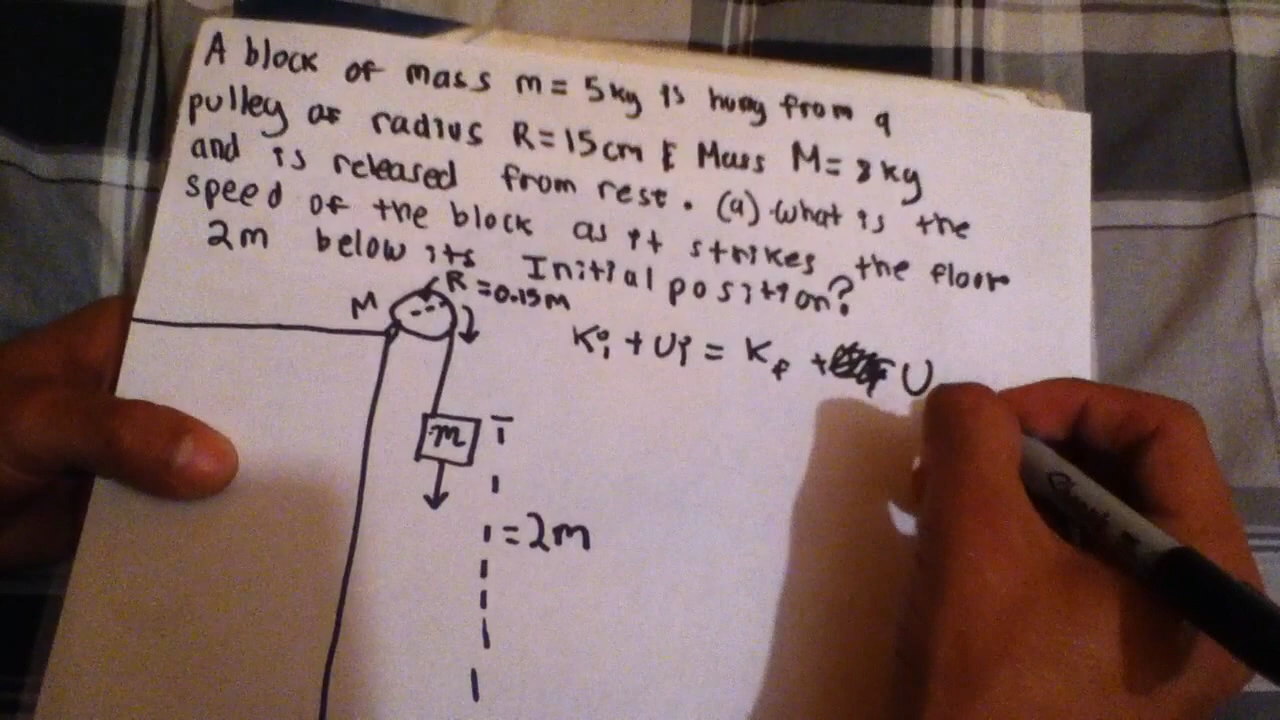 A block of mass m = 5kg is hung from a
pulley of radius R = 15cm & Mass M = 8kg
and is released from rest. (a) What is the
speed of the block as it strikes the floor
2m below its Initial position?
M R = 0.15m
Ki + Ui = Kf + U
m
= 2m